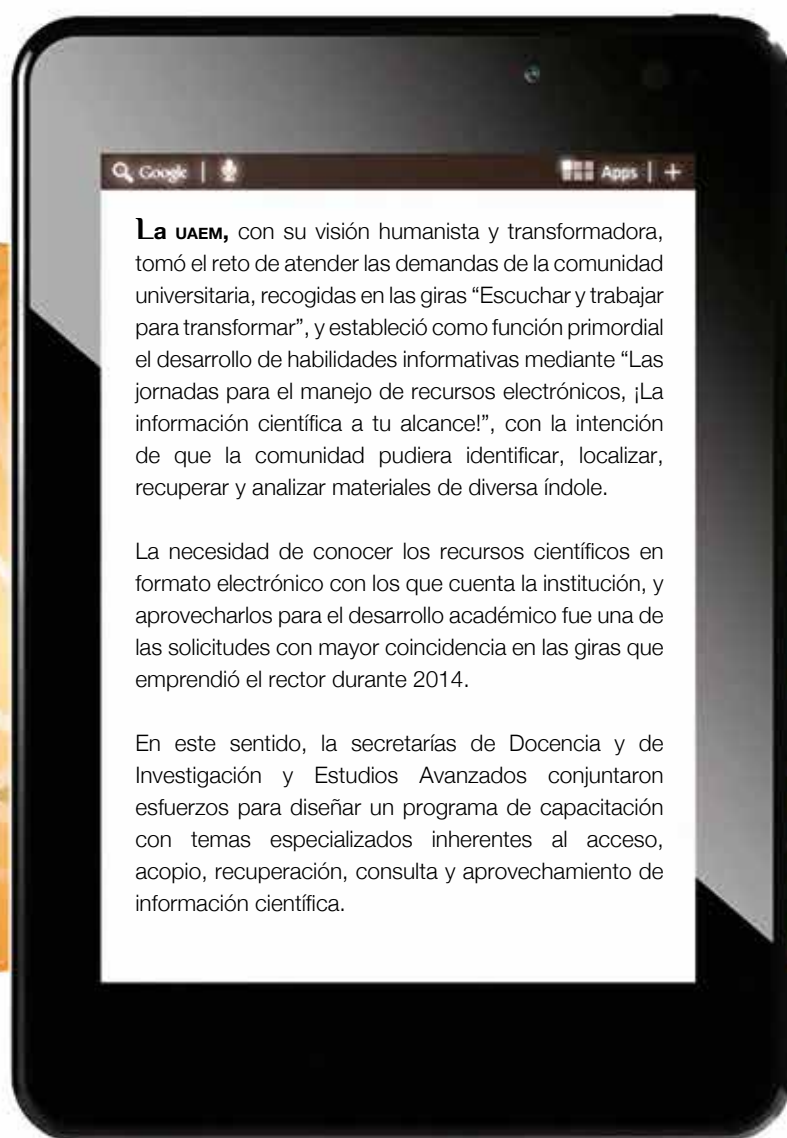 Google |
Apps | +
La UAEM, con su visión humanista y transformadora,
tomó el reto de atender las demandas de la comunidad
universitaria, recogidas en las giras “Escuchar y trabajar
para transformar”, y estableció como función primordial
el desarrollo de habilidades informativas mediante “Las
jornadas para el manejo de recursos electrónicos, ¡La
información científica a tu alcance!”, con la intención
de que la comunidad pudiera identificar, localizar,
recuperar y analizar materiales de diversa índole.
La necesidad de conocer los recursos científicos en
formato electrónico con los que cuenta la institución, y
aprovecharlos para el desarrollo académico fue una de
las solicitudes con mayor coincidencia en las giras que
emprendió el rector durante 2014.
En este sentido, la secretarías de Docencia y de
Investigación y Estudios Avanzados conjuntaron
esfuerzos para diseñar un programa de capacitación
con temas especializados inherentes al acceso,
acopio, recuperación, consulta y aprovechamiento de
información científica.